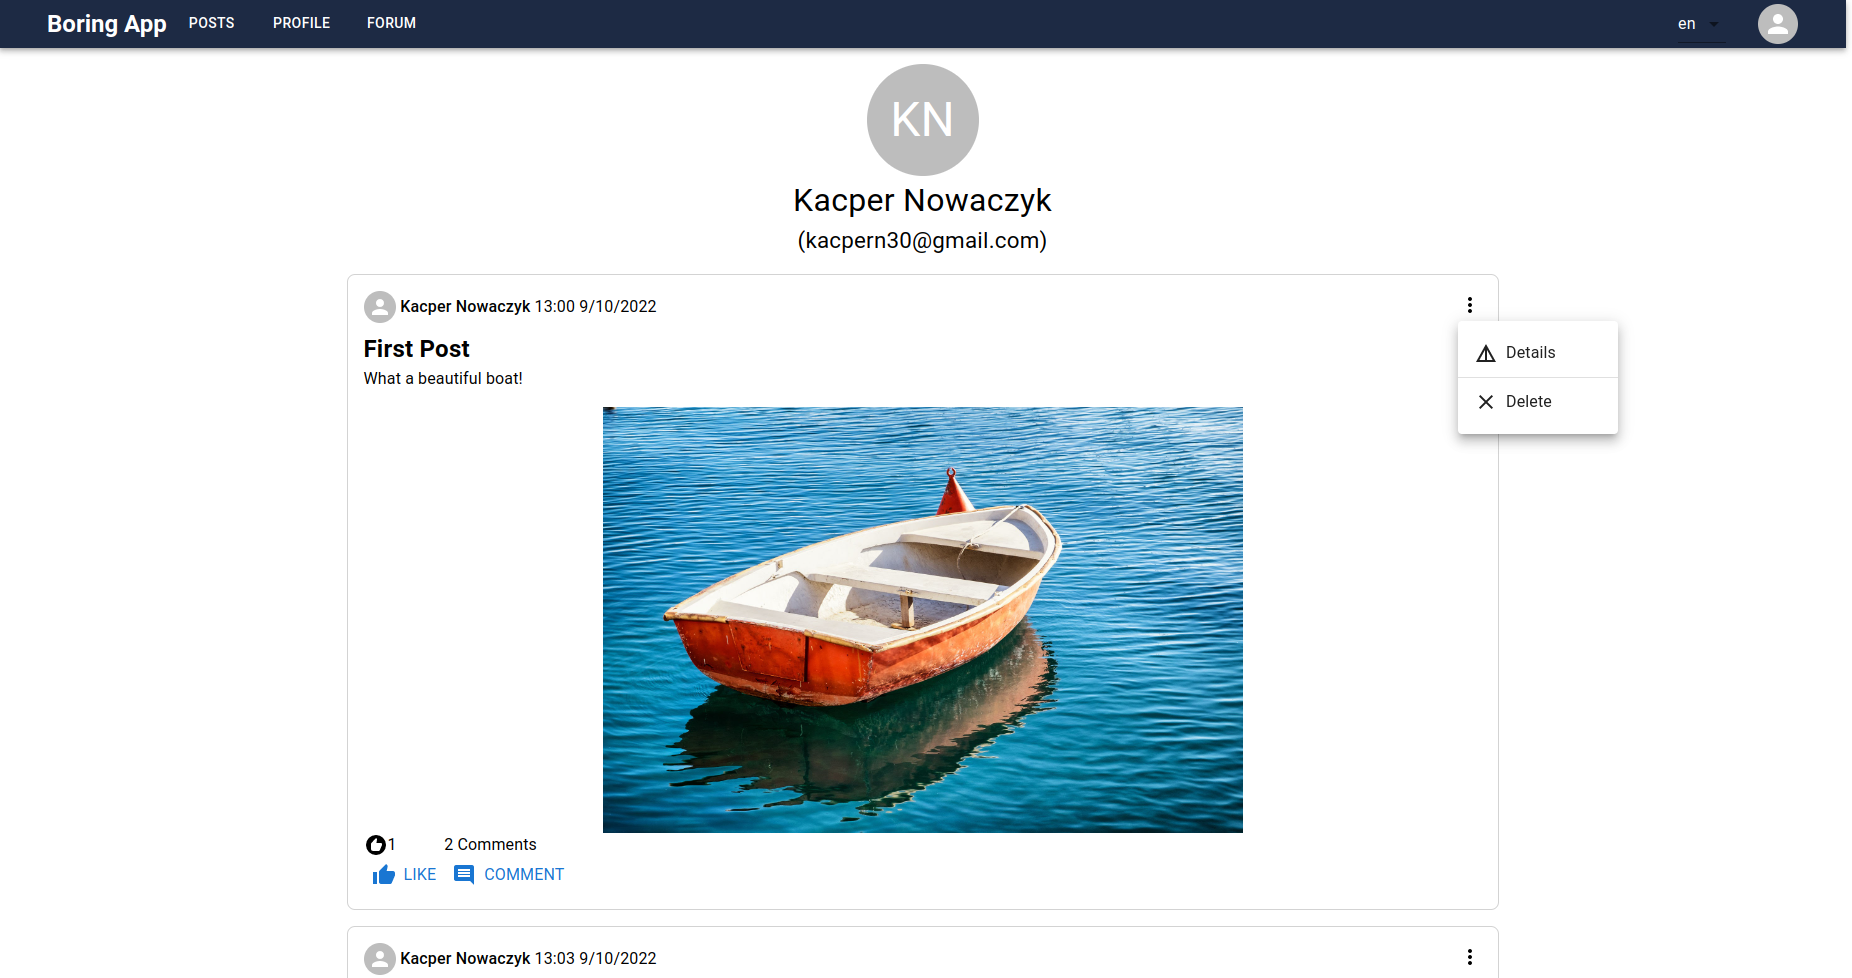 Boring App POSTS PROFILE FORUM en
KN
Kacper Nowaczyk
(kacpern30@gmail.com)
Kacper Nowaczyk 13:00 9/10/2022
Details
Delete
First Post
What a beautiful boat!
1 2 Comments
LIKE COMMENT
Kacper Nowaczyk 13:03 9/10/2022